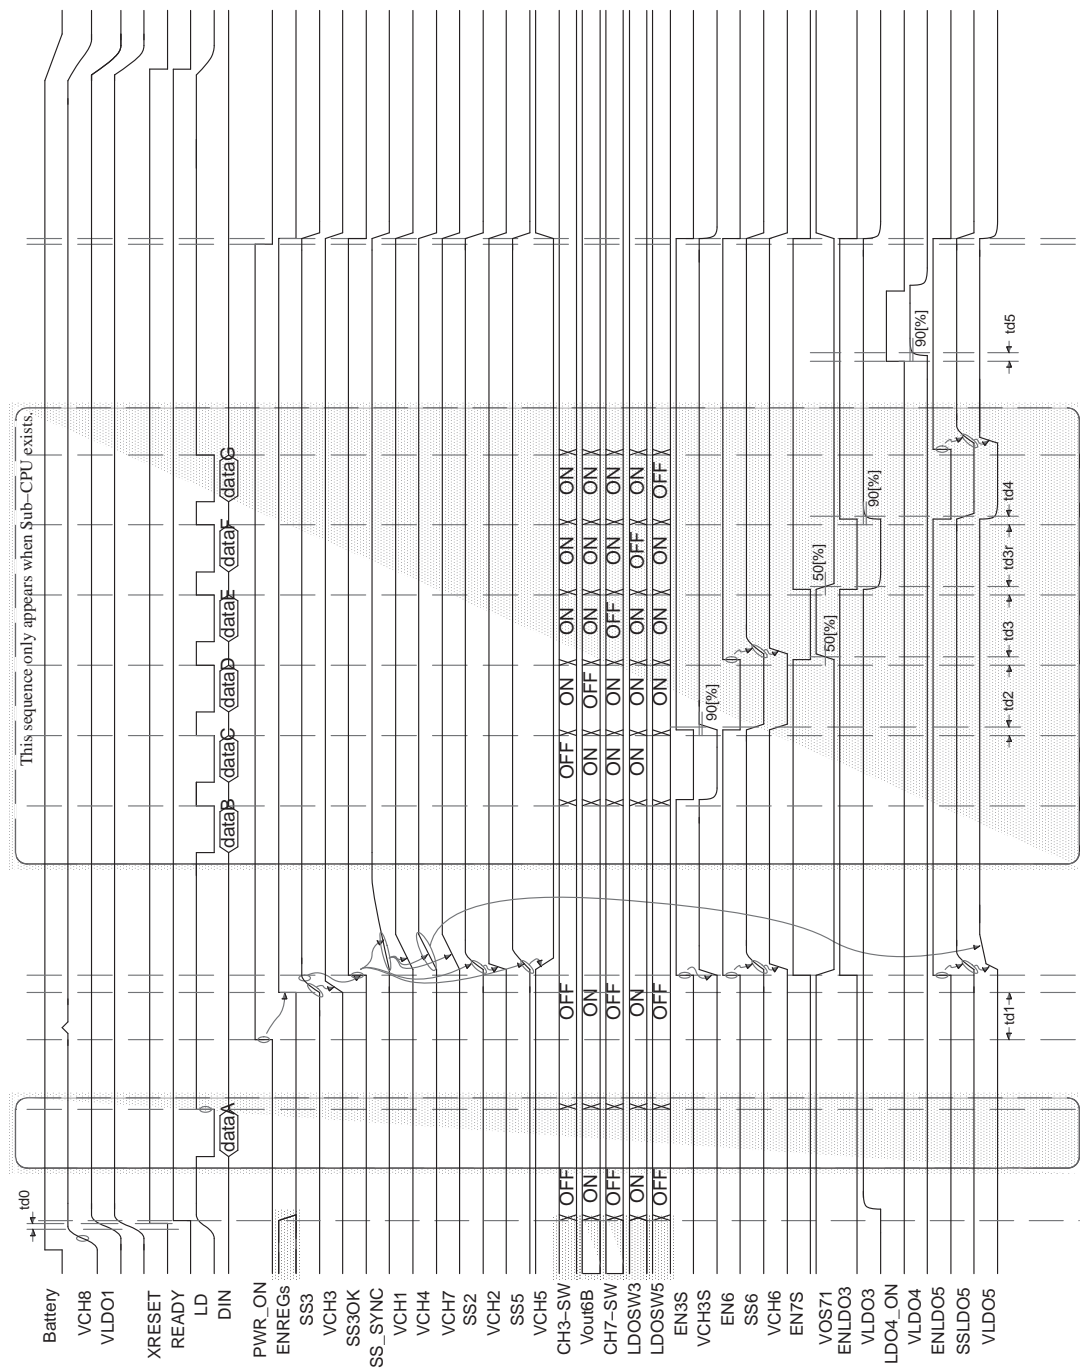 td0
This sequence only appears when Sub–CPU exists.
Battery
VCH8
VLDO1
XRESET
READY
LD
DIN dataA dataB dataC dataD dataE dataF dataG
PWR_ON
ENREGs
SS3
VCH3
SS3OK
SS_SYNC
VCH1
VCH4
VCH7
SS2
VCH2
SS5
VCH5
CH3–SW OFF OFF OFF ON ON ON ON
Vout6B ON ON ON OFF ON ON ON
CH7–SW OFF OFF ON ON OFF ON ON
LDOSW3 ON ON ON ON ON OFF ON
LDOSW5 OFF OFF ON ON ON OFF
EN3S
VCH3S 90[%]
EN6
SS6
VCH6
EN7S
VOS71 50[%] 50[%]
ENLDO3
VLDO3 90[%]
LDO4_ON
VLDO4 90[%]
ENLDO5
SSLDO5
VLDO5
td1 td2 td3 td3r td4 td5